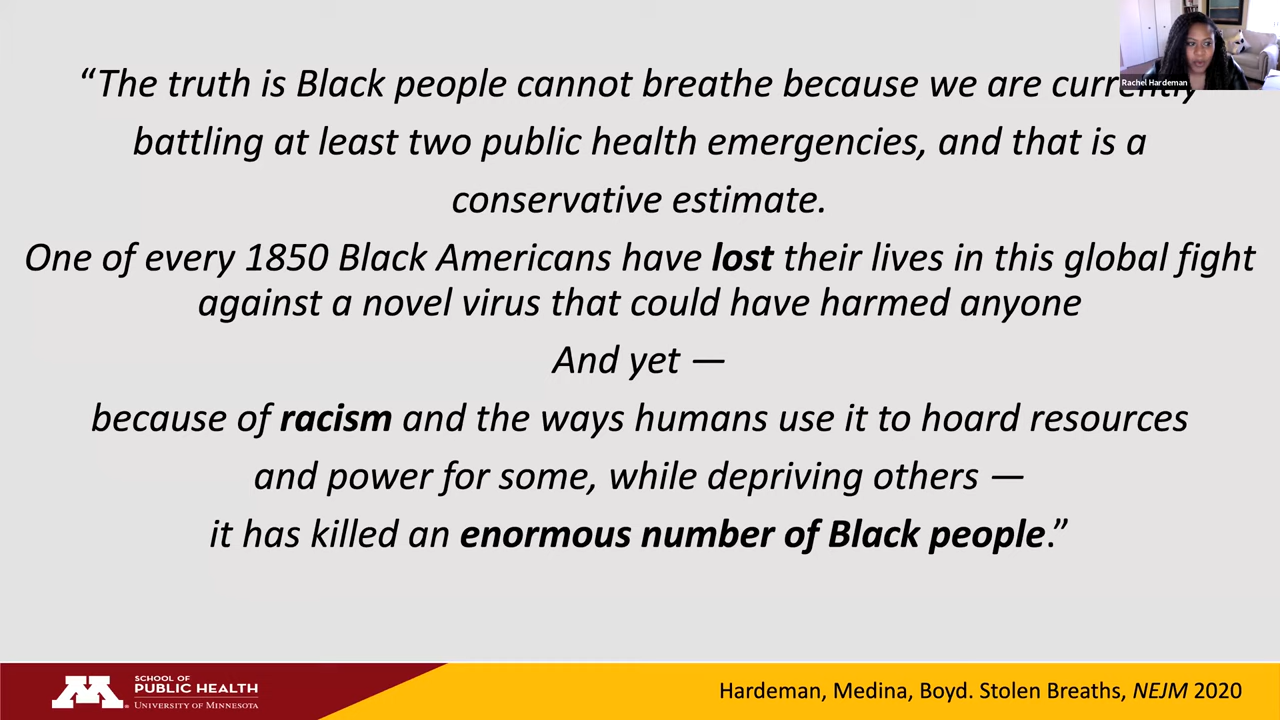 “The truth is Black people cannot breathe because we are currently
battling at least two public health emergencies, and that is a
conservative estimate.
One of every 1850 Black Americans have lost their lives in this global fight
against a novel virus that could have harmed anyone
And yet —
because of racism and the ways humans use it to hoard resources
and power for some, while depriving others —
it has killed an enormous number of Black people.”
Rachel Hardeman
SCHOOL OF
PUBLIC HEALTH
UNIVERSITY OF MINNESOTA
Hardeman, Medina, Boyd. Stolen Breaths, NEJM 2020